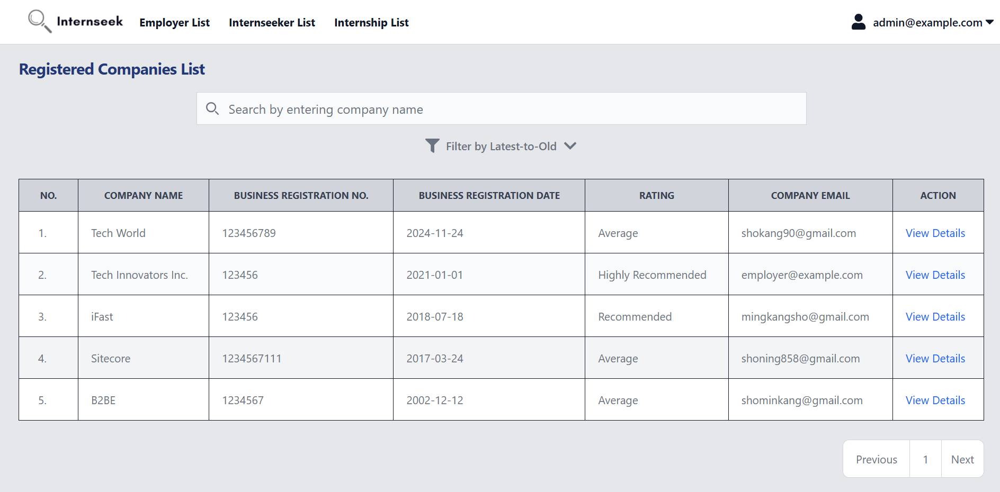 Internseek Employer List Internseeker List Internship List admin@example.com
Registered Companies List
Search by entering company name
Filter by Latest-to-Old
NO. COMPANY NAME BUSINESS REGISTRATION NO. BUSINESS REGISTRATION DATE RATING COMPANY EMAIL ACTION
1. Tech World 123456789 2024-11-24 Average shokang90@gmail.com View Details
2. Tech Innovators Inc. 123456 2021-01-01 Highly Recommended employer@example.com View Details
3. iFast 123456 2018-07-18 Recommended mingkangsho@gmail.com View Details
4. Sitecore 1234567111 2017-03-24 Average shoning858@gmail.com View Details
5. B2BE 1234567 2002-12-12 Average shominkang@gmail.com View Details
Previous 1 Next